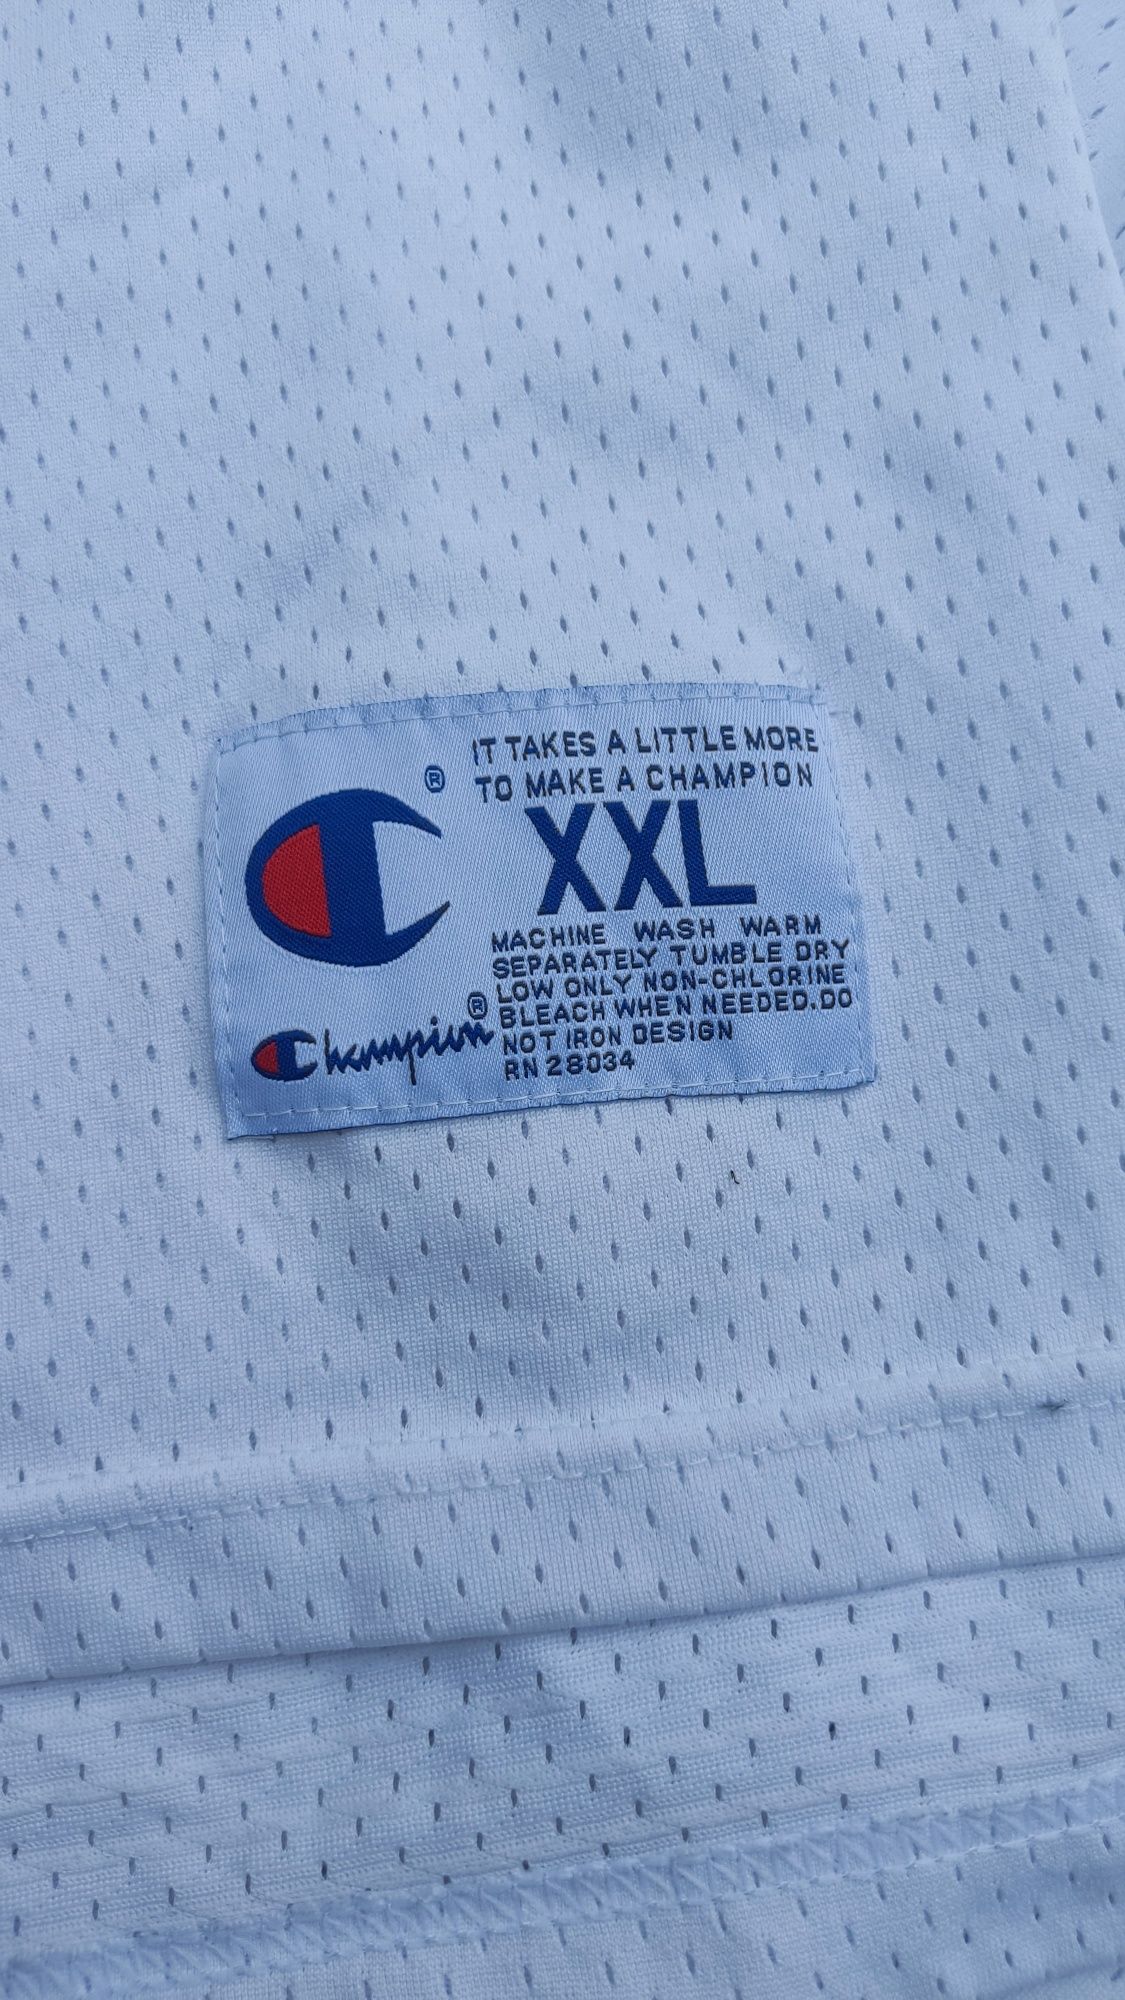 IT TAKES A LITTLE MORE
TO MAKE A CHAMPION
®
XXL
MACHINE WASH WARM
SEPARATELY TUMBLE DRY
LOW ONLY NON-CHLORINE
BLEACH WHEN NEEDED.DO
NOT IRON DESIGN
RN 28034
Champion®